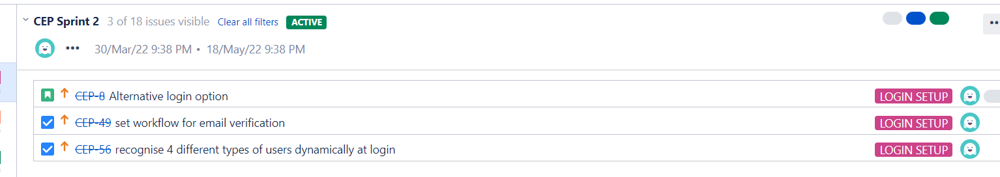 CEP Sprint 2 3 of 18 issues visible Clear all filters ACTIVE
30/Mar/22 9:38 PM • 18/May/22 9:38 PM
CEP-8 Alternative login option LOGIN SETUP
CEP-49 set workflow for email verification LOGIN SETUP
CEP-56 recognise 4 different types of users dynamically at login LOGIN SETUP